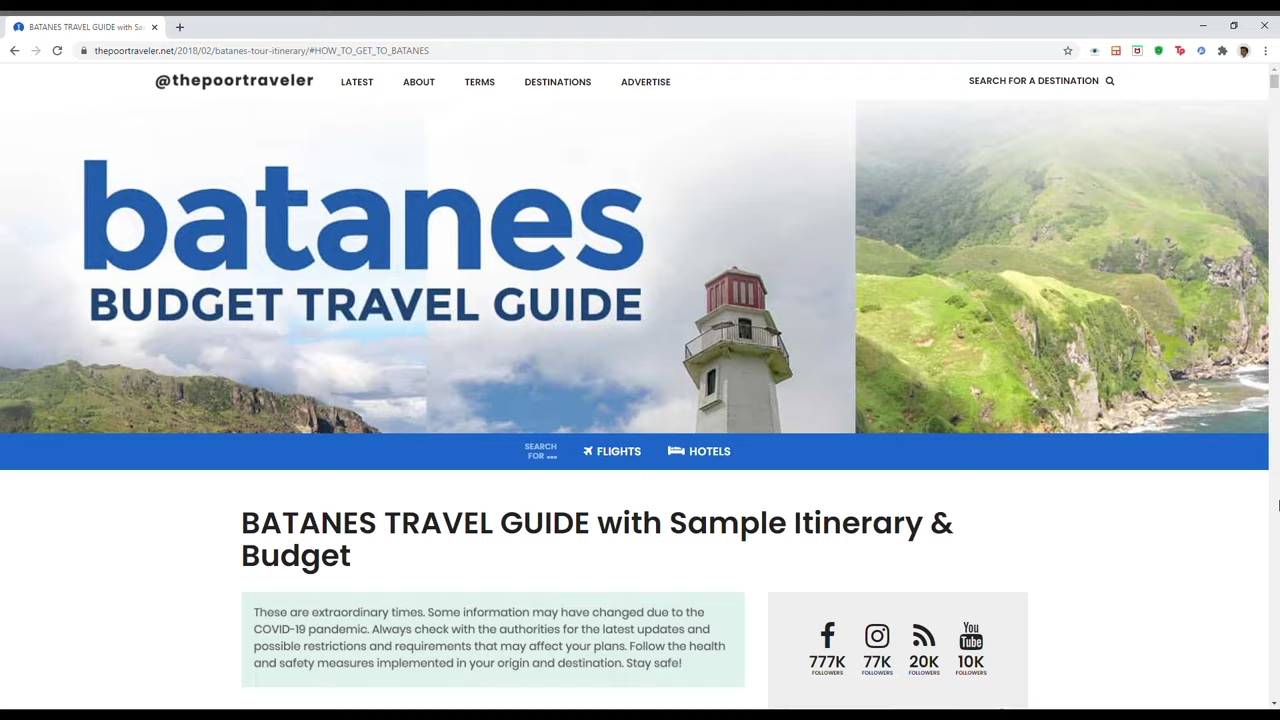 BATANES TRAVEL GUIDE with Sa
thepoortraveler.net/2018/02/batanes-tour-itinerary/#HOW_TO_GET_TO_BATANES
@thepoortraveler LATEST ABOUT TERMS DESTINATIONS ADVERTISE SEARCH FOR A DESTINATION
batanes
BUDGET TRAVEL GUIDE
SEARCH
FOR ...
FLIGHTS HOTELS
BATANES TRAVEL GUIDE with Sample Itinerary &
Budget
These are extraordinary times. Some information may have changed due to the
COVID-19 pandemic. Always check with the authorities for the latest updates and
possible restrictions and requirements that may affect your plans. Follow the health
and safety measures implemented in your origin and destination. Stay safe!
You
Tube
777K 77K 20K 10K
FOLLOWERS FOLLOWERS FOLLOWERS FOLLOWERS